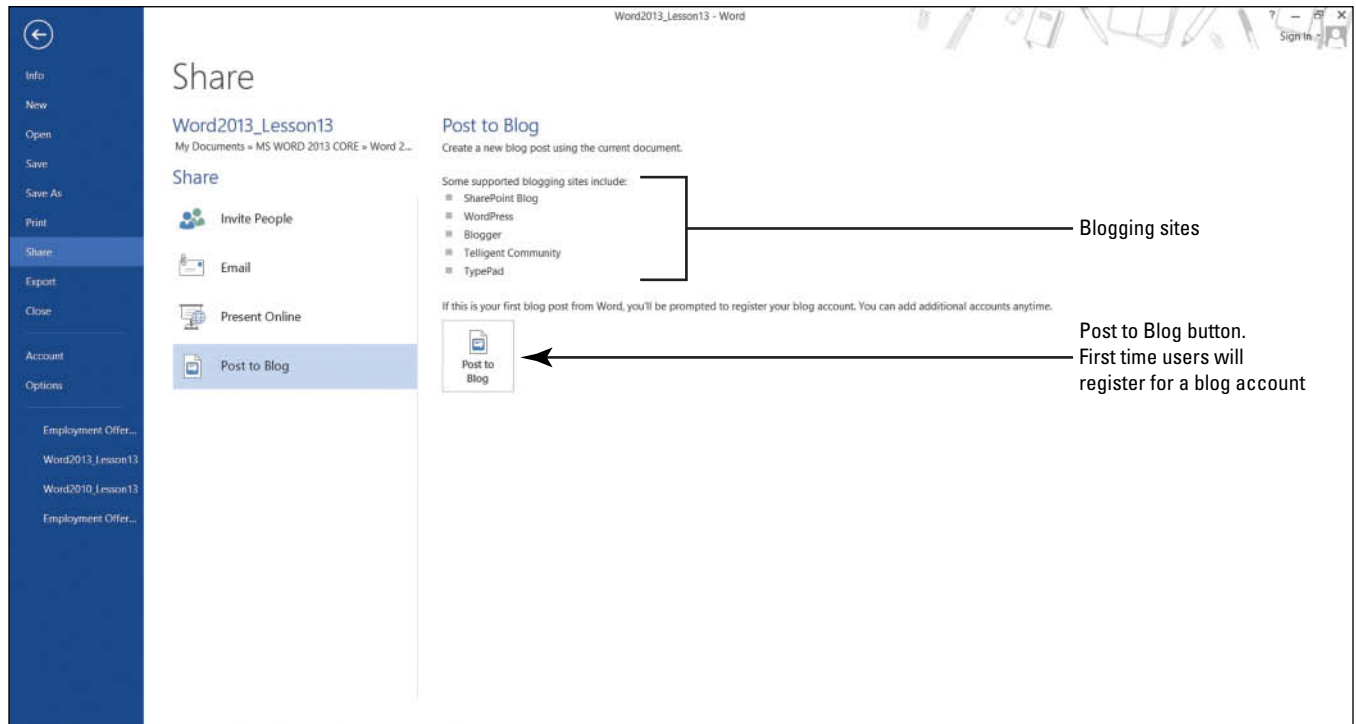 Word2013_Lesson13 - Word
?
Sign in
Info
New
Open
Save
Save As
Print
Share
Export
Close
Account
Options
Employment Offer...
Word2013_Lesson13
Word2010_Lesson13
Employment Offer...
Share
Word2013_Lesson13
My Documents » MS WORD 2013 CORE » Word 2...
Share
Invite People
Email
Present Online
Post to Blog
Post to Blog
Create a new blog post using the current document.
Some supported blogging sites include:
SharePoint Blog
WordPress
Blogger
Telligent Community
TypePad
If this is your first blog post from Word, you'll be prompted to register your blog account. You can add additional accounts anytime.
Post to
Blog
Blogging sites
Post to Blog button.
First time users will
register for a blog account